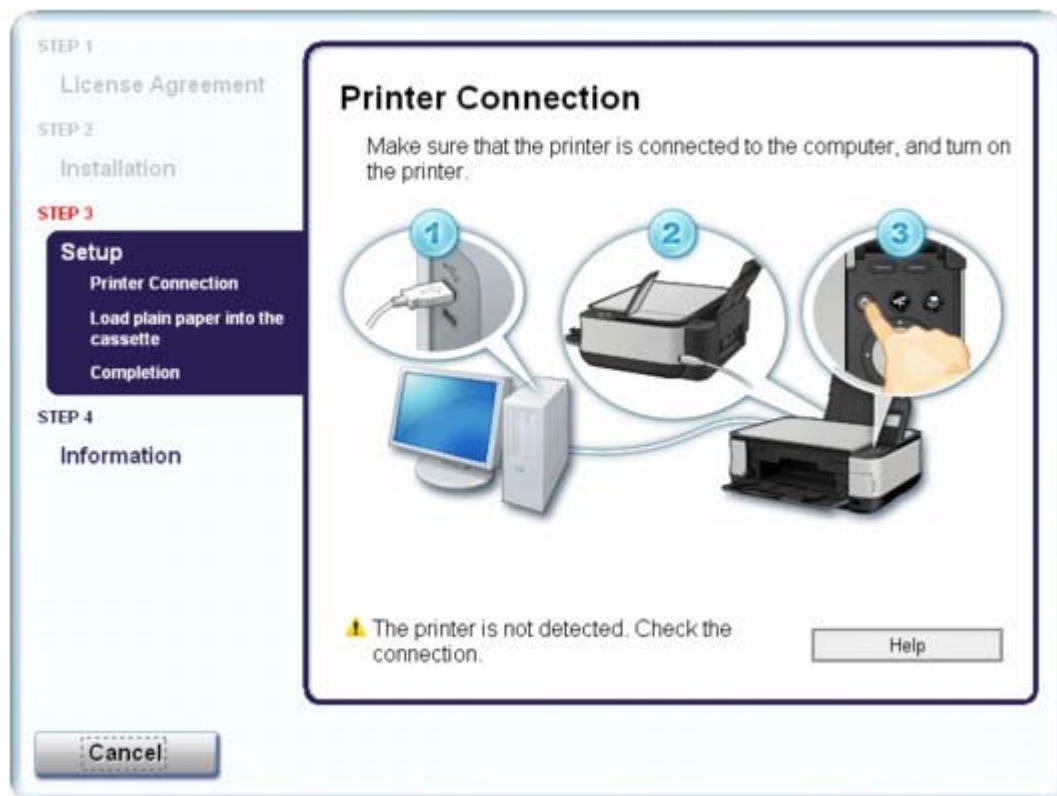 STEP 1
License Agreement
STEP 2
Installation
STEP 3
Setup
Printer Connection
Load plain paper into the
cassette
Completion
STEP 4
Information
Printer Connection
Make sure that the printer is connected to the computer, and turn on
the printer.
1
2
3
The printer is not detected. Check the
connection.
Help
Cancel